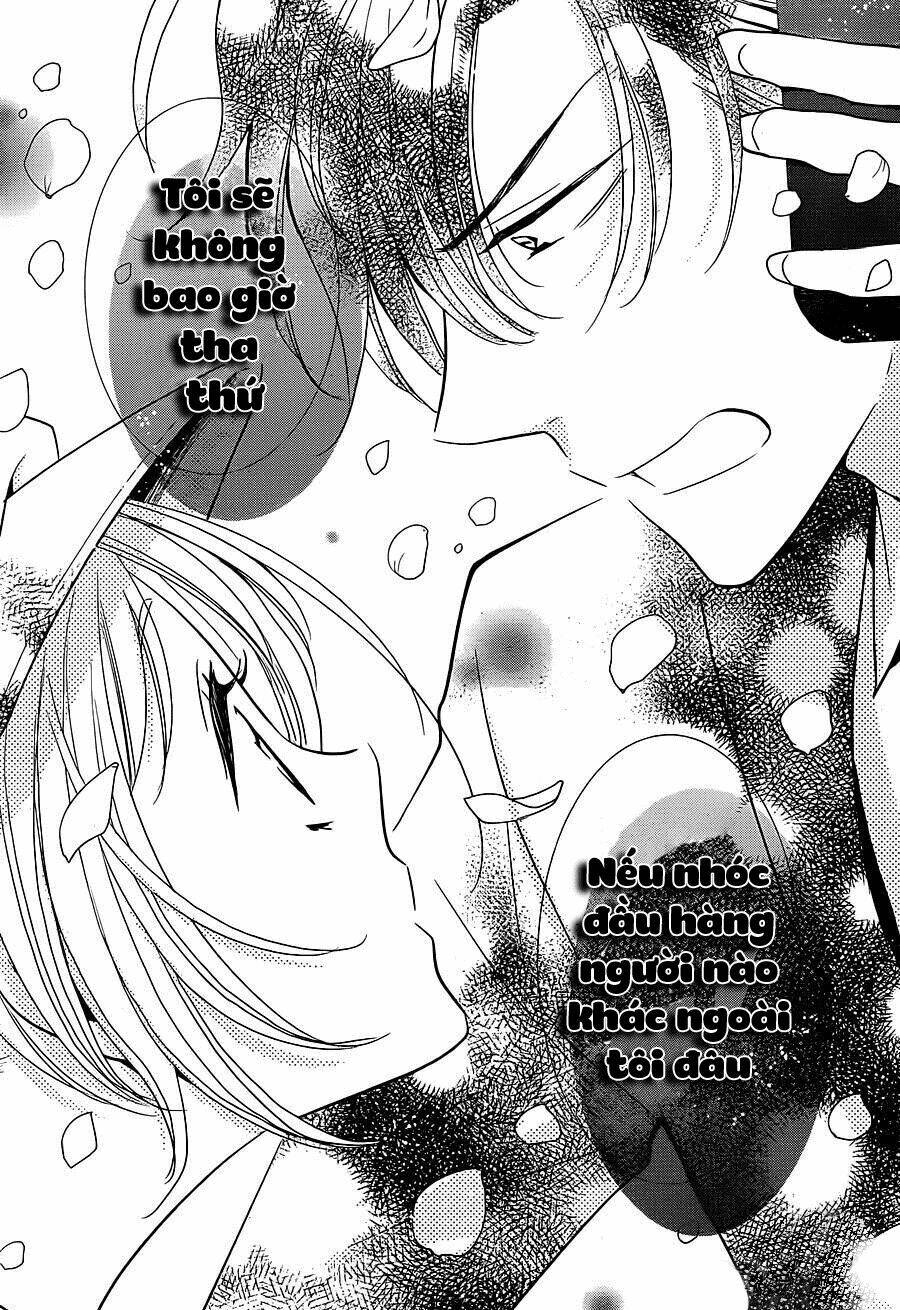 Tôi sẽ
không
bao giờ
tha
thứ
Nếu nhóc
đầu hàng
người nào
khác ngoài
tôi đâu